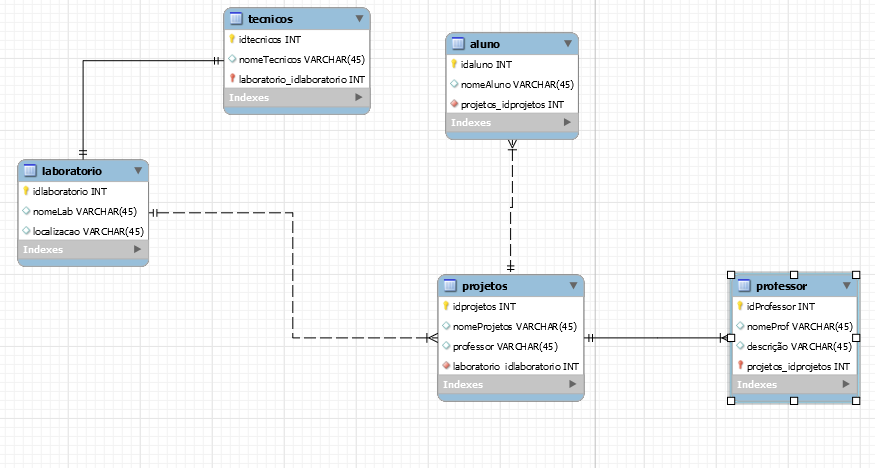 tecnicos
idtecnicos INT
nomeTecnicos VARCHAR(45)
laboratorio_idlaboratorio INT
Indexes
aluno
idaluno INT
nomeAluno VARCHAR(45)
projetos_idprojetos INT
Indexes
laboratorio
idlaboratorio INT
nomeLab VARCHAR(45)
localizacao VARCHAR(45)
Indexes
projetos
idprojetos INT
nomeProjetos VARCHAR(45)
professor VARCHAR(45)
laboratorio_idlaboratorio INT
Indexes
professor
idProfessor INT
nomeProf VARCHAR(45)
descrição VARCHAR(45)
projetos_idprojetos INT
Indexes